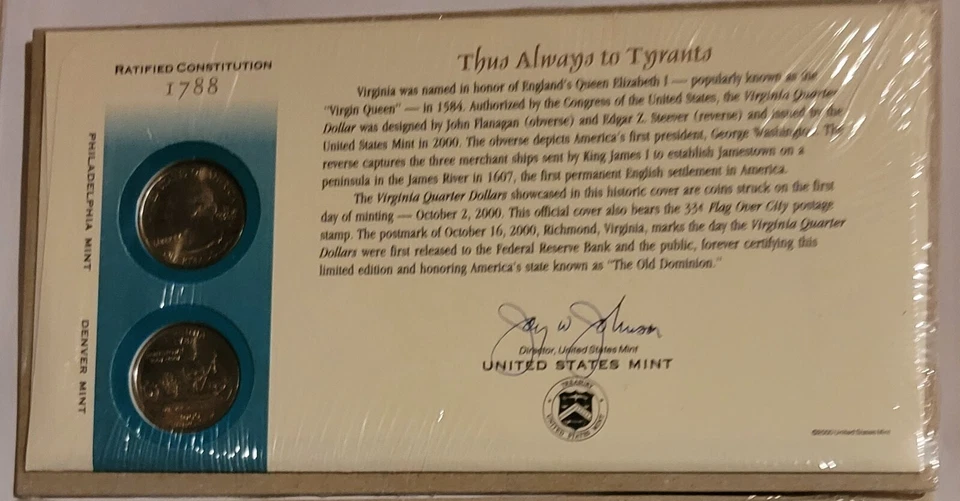 RATIFIED CONSTITUTION
1788
PHILADELPHIA MINT
DENVER MINT
Thus Always to Tyrants
Virginia was named in honor of England's Queen Elizabeth I — popularly known as the
"Virgin Queen" — in 1584. Authorized by the Congress of the United States, the Virginia Quarter
Dollar was designed by John Flanagan (obverse) and Edgar Z. Steever (reverse) and issued by the
United States Mint in 2000. The obverse depicts America's first president, George Washington. The
reverse captures the three merchant ships sent by King James I to establish Jamestown on a
peninsula in the James River in 1607, the first permanent English settlement in America.
The Virginia Quarter Dollars showcased in this historic cover are coins struck on the first
day of minting — October 2, 2000. This official cover also bears the 33¢ Flag Over City postage
stamp. The postmark of October 16, 2000, Richmond, Virginia, marks the day the Virginia Quarter
Dollars were first released to the Federal Reserve Bank and the public, forever certifying this
limited edition and honoring America's state known as "The Old Dominion."
Jay W Johnson
Director, United States Mint
UNITED STATES MINT
©2000 United States Mint